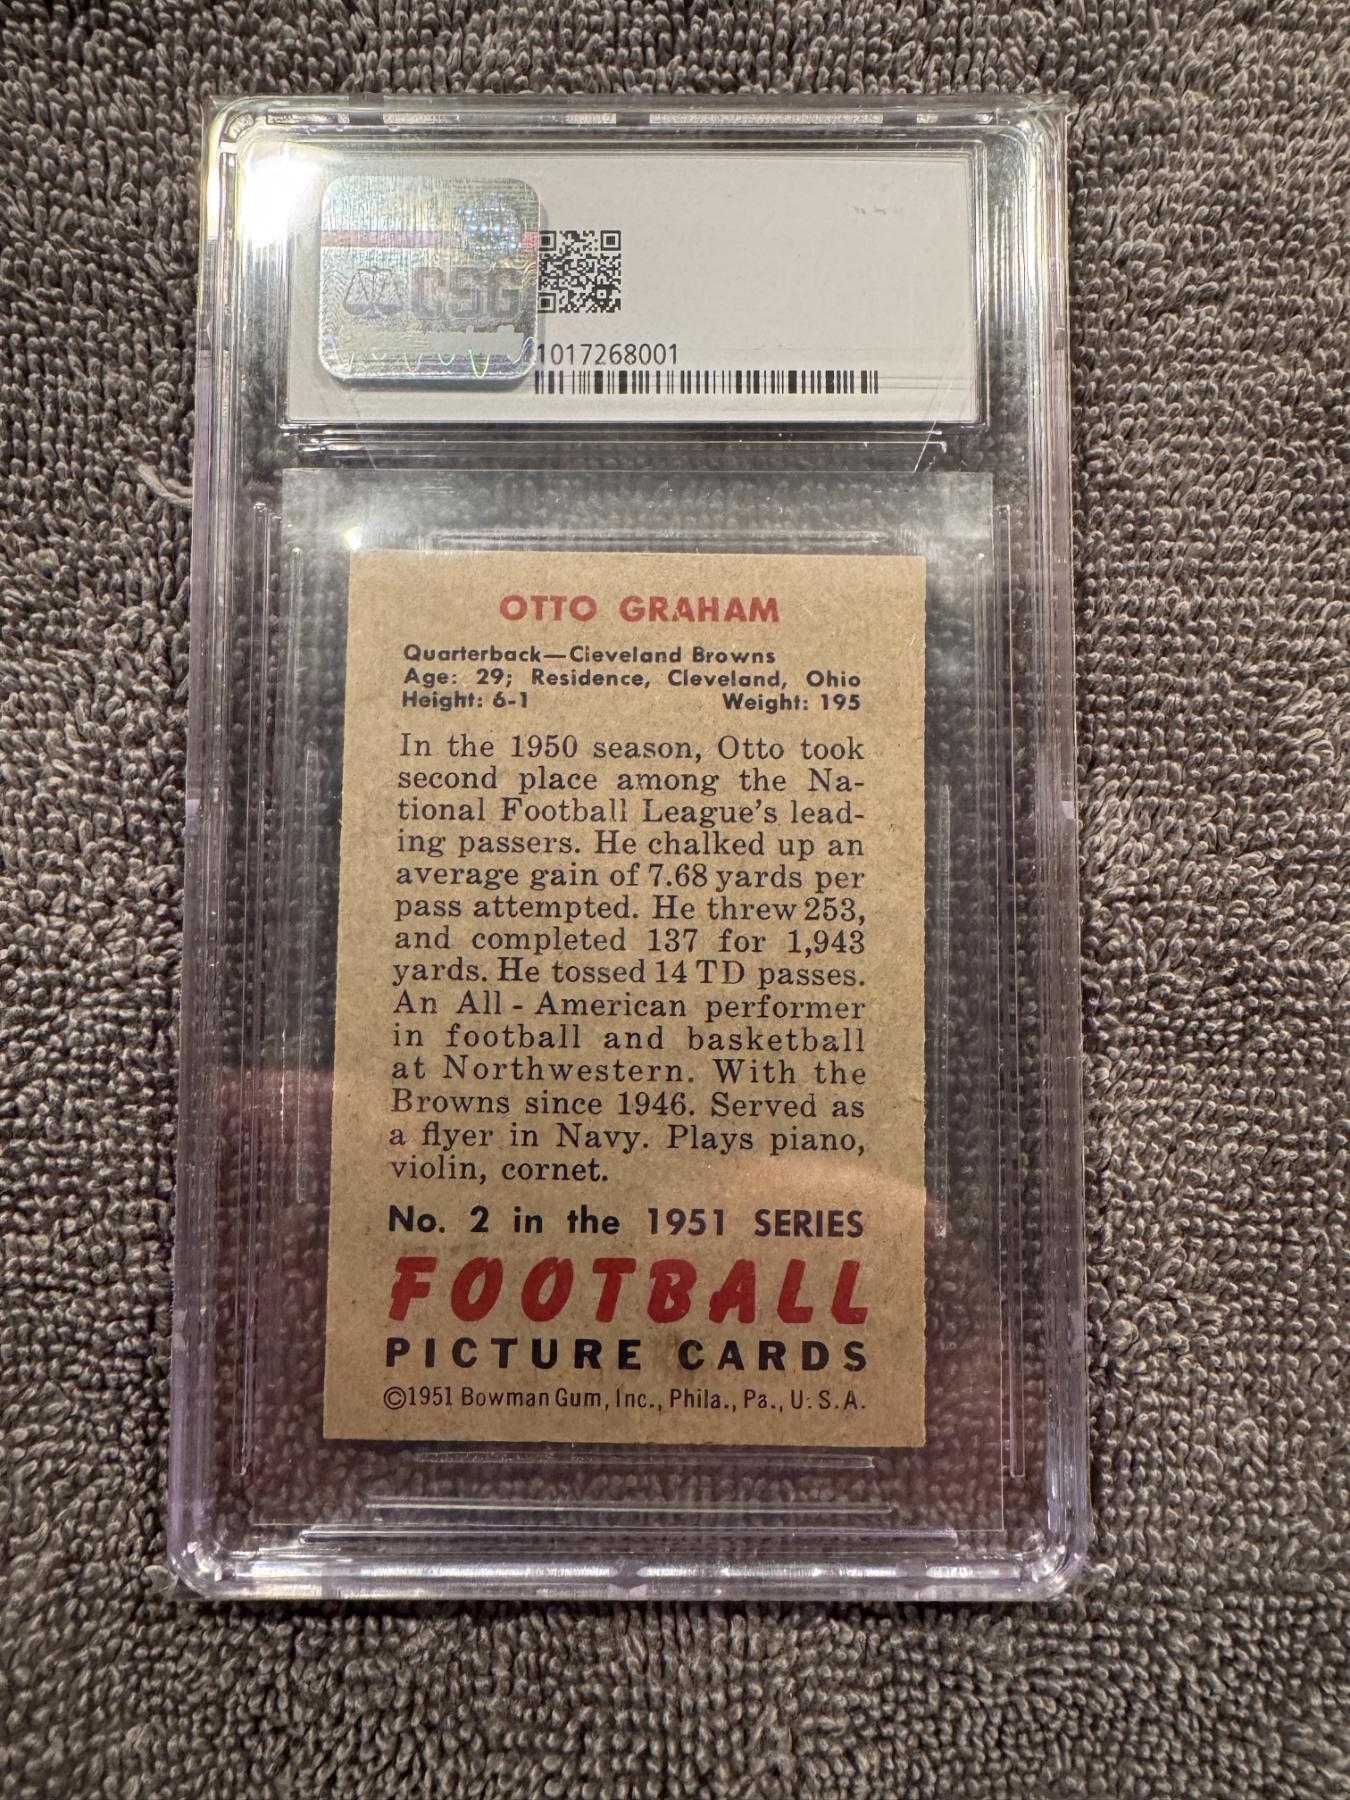 CSG
1017268001
OTTO GRAHAM
Quarterback—Cleveland Browns
Age: 29; Residence, Cleveland, Ohio
Height: 6-1 Weight: 195
In the 1950 season, Otto took
second place among the Na-
tional Football League's lead-
ing passers. He chalked up an
average gain of 7.68 yards per
pass attempted. He threw 253,
and completed 137 for 1,943
yards. He tossed 14 TD passes.
An All - American performer
in football and basketball
at Northwestern. With the
Browns since 1946. Served as
a flyer in Navy. Plays piano,
violin, cornet.
No. 2 in the 1951 SERIES
FOOTBALL
PICTURE CARDS
©1951 Bowman Gum, Inc., Phila., Pa., U. S. A.